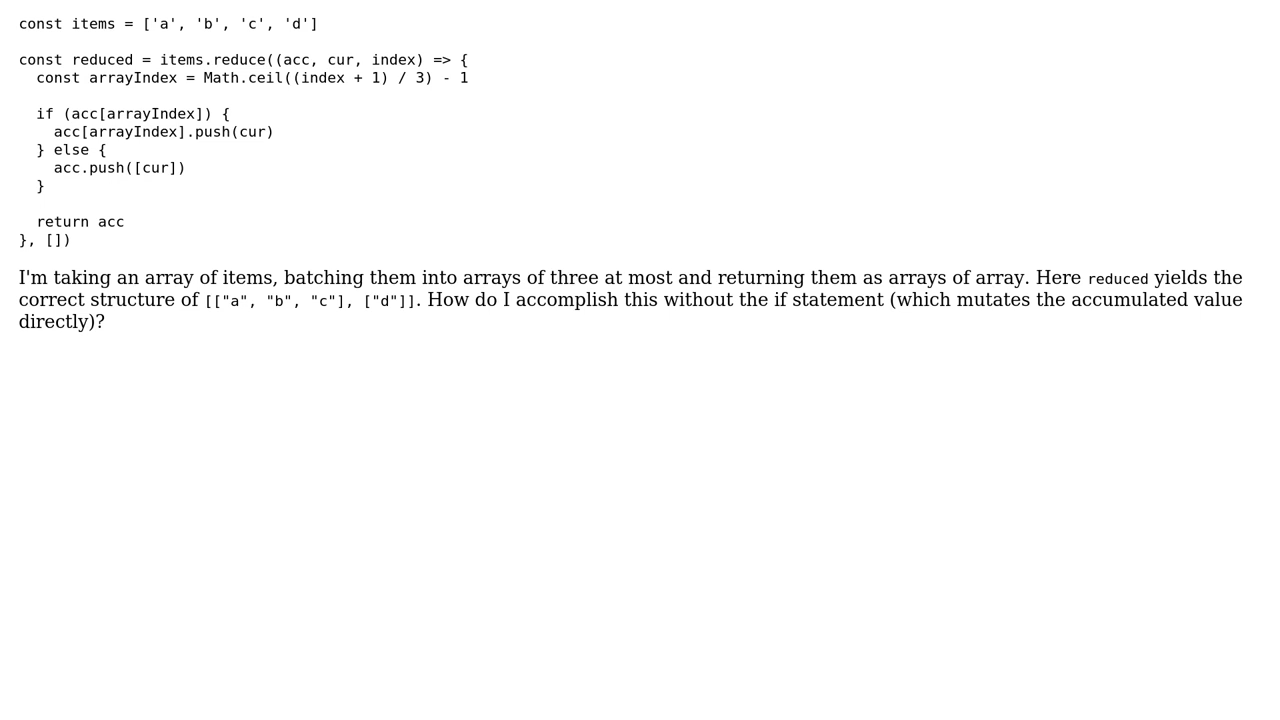 const items = ['a', 'b', 'c', 'd']
const reduced = items.reduce((acc, cur, index) => {
  const arrayIndex = Math.ceil((index + 1) / 3) - 1
  if (acc[arrayIndex]) {
    acc[arrayIndex].push(cur)
  } else {
    acc.push([cur])
  }
  return acc
}, [])
I'm taking an array of items, batching them into arrays of three at most and returning them as arrays of array. Here reduced yields the
correct structure of [["a", "b", "c"], ["d"]]. How do I accomplish this without the if statement (which mutates the accumulated value
directly)?